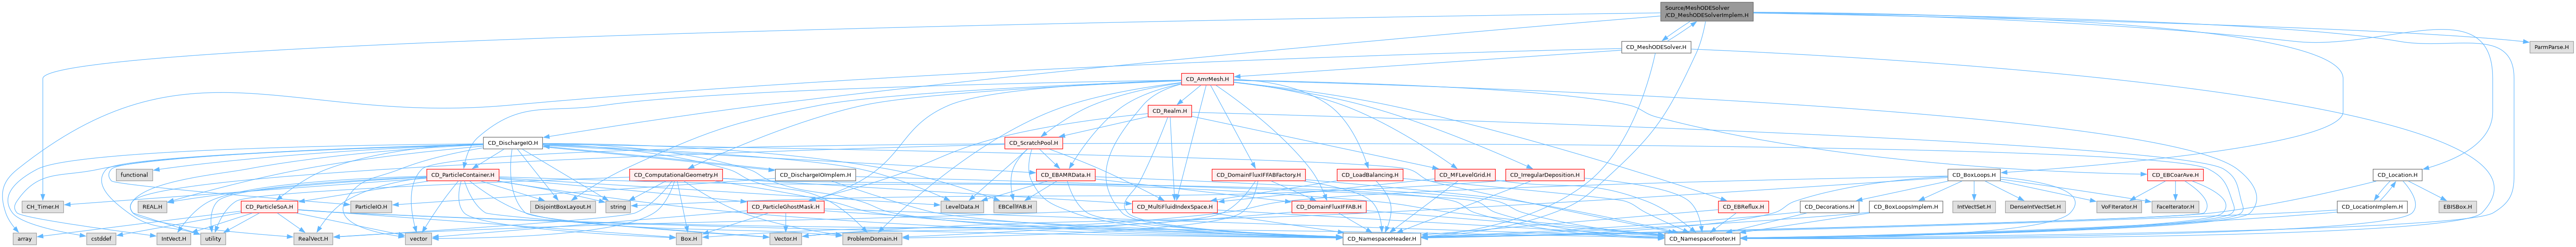 Source/MeshODESolver
/CD_MeshODESolverImplem.H
CD_MeshODESolver.H
ParmParse.H
CD_AmrMesh.H
CD_Realm.H
CD_DischargeIO.H
CD_ScratchPool.H
functional
CD_ParticleContainer.H
CD_ComputationalGeometry.H
CD_DischargeIOImplem.H
CD_EBAMRData.H
CD_DomainFluxIFFABFactory.H
CD_LoadBalancing.H
CD_MFLevelGrid.H
CD_IrregularDeposition.H
CD_BoxLoops.H
CD_EBCoarAve.H
CD_Location.H
CH_Timer.H
REAL.H
CD_ParticleSoA.H
ParticleIO.H
DisjointBoxLayout.H
string
CD_ParticleGhostMask.H
LevelData.H
EBCellFAB.H
CD_MultiFluidIndexSpace.H
CD_DomainFluxIFFAB.H
CD_EBReflux.H
CD_Decorations.H
CD_BoxLoopsImplem.H
IntVectSet.H
DenseIntVectSet.H
VoFIterator.H
FaceIterator.H
CD_LocationImplem.H
EBISBox.H
array
cstddef
IntVect.H
utility
RealVect.H
vector
Box.H
Vector.H
ProblemDomain.H
CD_NamespaceHeader.H
CD_NamespaceFooter.H